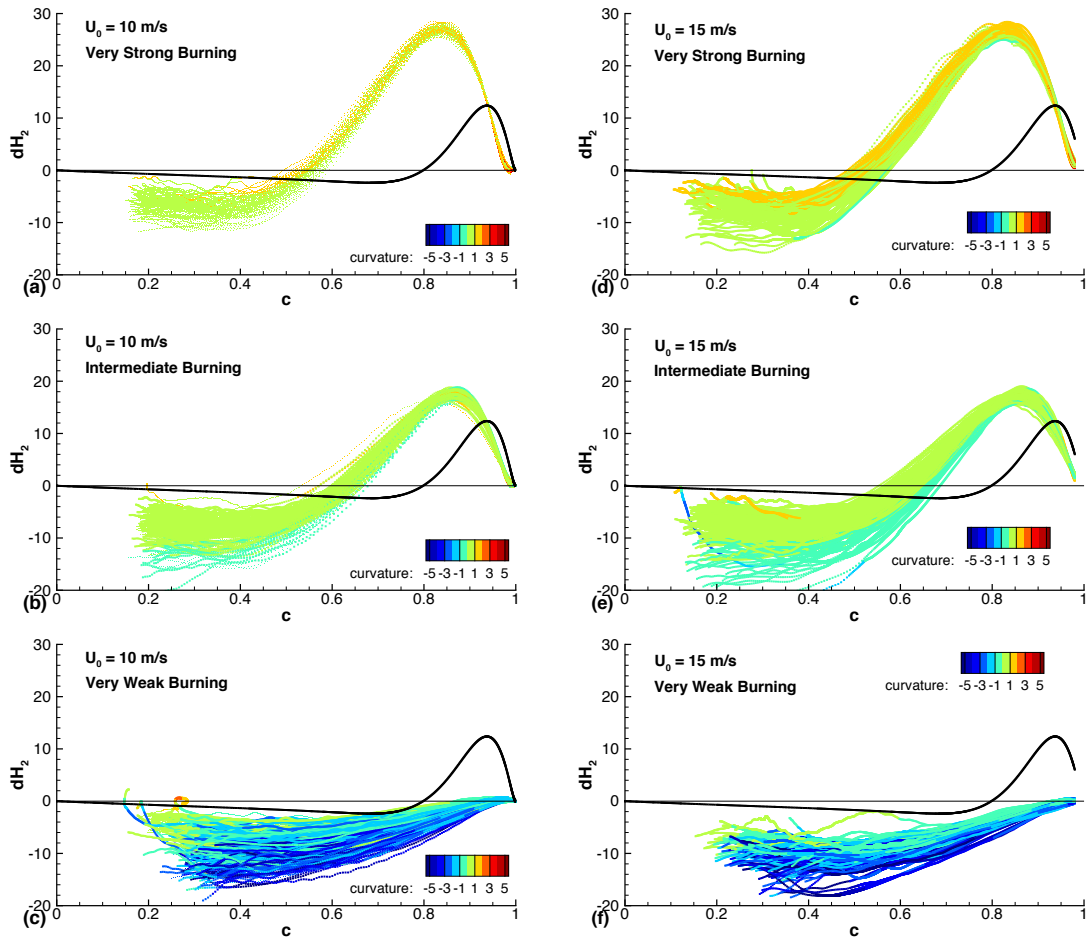 U₀ = 10 m/s
Very Strong Burning
30
20
10
0
-10
-20
dH₂
curvature: -5 -3 -1 1 3 5
0 0.2 0.4 0.6 0.8 1
(a) c
U₀ = 15 m/s
Very Strong Burning
30
20
10
0
-10
-20
dH₂
curvature: -5 -3 -1 1 3 5
0 0.2 0.4 0.6 0.8 1
(d) c
U₀ = 10 m/s
Intermediate Burning
30
20
10
0
-10
-20
dH₂
curvature: -5 -3 -1 1 3 5
0 0.2 0.4 0.6 0.8 1
(b) c
U₀ = 15 m/s
Intermediate Burning
30
20
10
0
-10
-20
dH₂
curvature: -5 -3 -1 1 3 5
0 0.2 0.4 0.6 0.8 1
(e) c
U₀ = 10 m/s
Very Weak Burning
30
20
10
0
-10
-20
dH₂
curvature: -5 -3 -1 1 3 5
0 0.2 0.4 0.6 0.8 1
(c) c
U₀ = 15 m/s
Very Weak Burning
30
20
10
0
-10
-20
dH₂
curvature: -5 -3 -1 1 3 5
0 0.2 0.4 0.6 0.8 1
(f) c